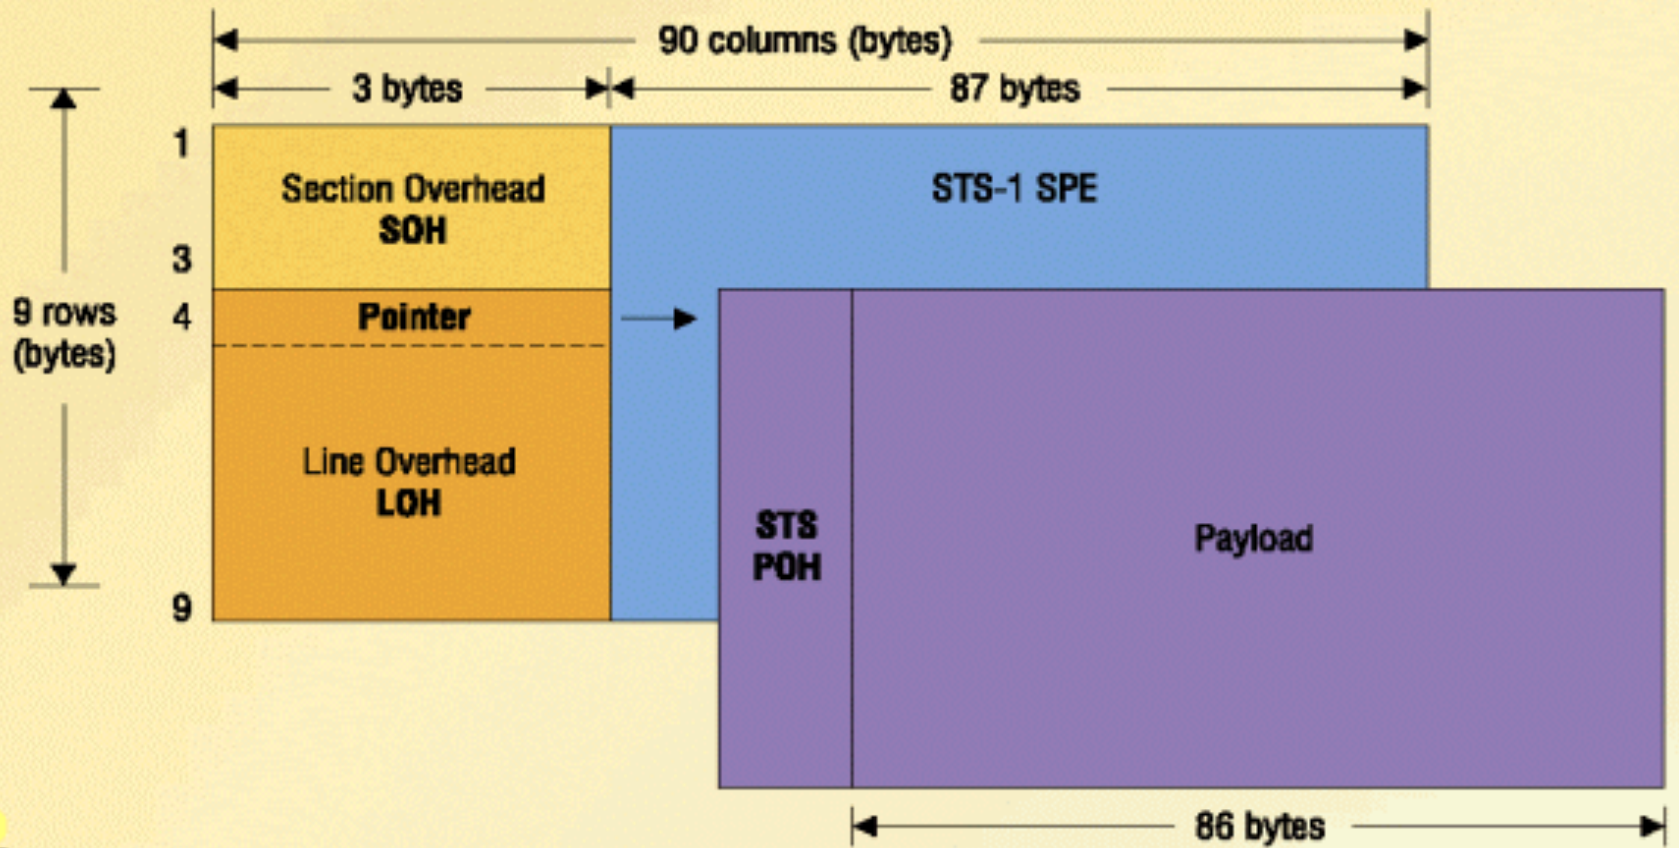 90 columns (bytes)
3 bytes
87 bytes
1
Section Overhead
SOH
STS-1 SPE
3
9 rows
(bytes)
4
Pointer
Line Overhead
LOH
STS
POH
Payload
9
86 bytes